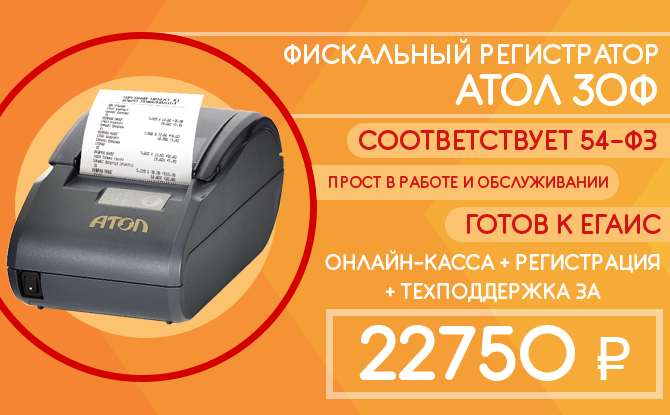 ФИСКАЛЬНЫЙ РЕГИСТРАТОР
АТОЛ 30Ф
СООТВЕТСТВУЕТ 54-ФЗ
ПРОСТ В РАБОТЕ И ОБСЛУЖИВАНИИ
ГОТОВ К ЕГАИС
ОНЛАЙН-КАССА + РЕГИСТРАЦИЯ
+ ТЕХПОДДЕРЖКА ЗА
22750 ₽
АТОЛ